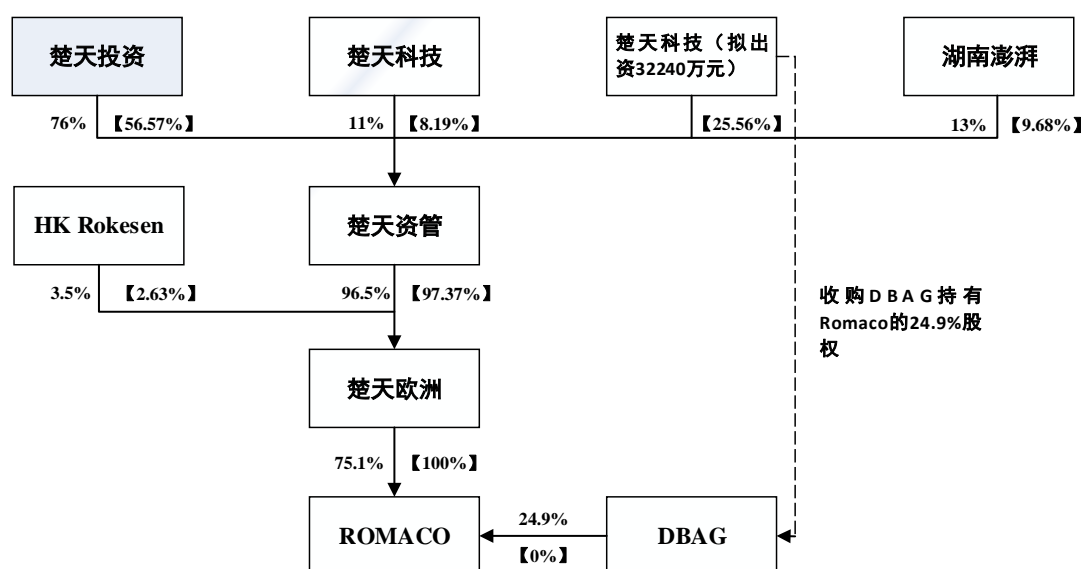 楚天投资
楚天科技
楚天科技（拟出
资32240万元）
湖南澎湃
76% 【56.57%】
11% 【8.19%】
【25.56%】
13% 【9.68%】
HK Rokesen
楚天资管
3.5% 【2.63%】
96.5% 【97.37%】
收购DBAG持有
Romaco的24.9%股
权
楚天欧洲
75.1% 【100%】
ROMACO
24.9%
【0%】
DBAG